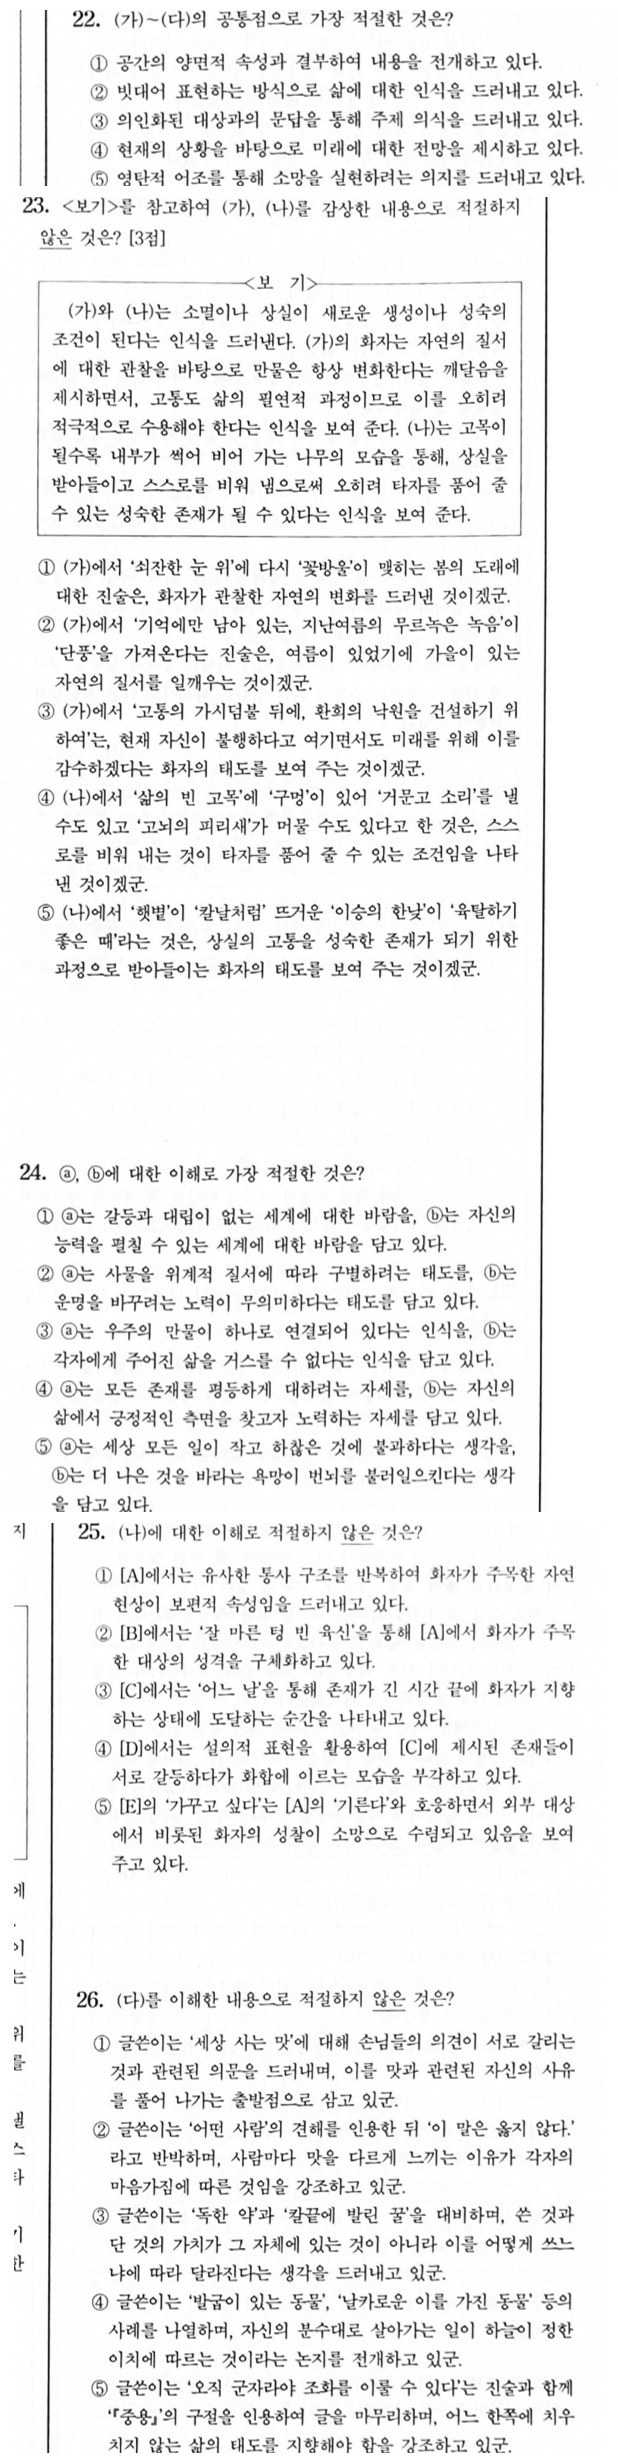 22. (가)~(다)의 공통점으로 가장 적절한 것은?
① 공간의 양면적 속성과 결부하여 내용을 전개하고 있다.
② 빗대어 표현하는 방식으로 삶에 대한 인식을 드러내고 있다.
③ 의인화된 대상과의 문답을 통해 주제 의식을 드러내고 있다.
④ 현재의 상황을 바탕으로 미래에 대한 전망을 제시하고 있다.
⑤ 영탄적 어조를 통해 소망을 실현하려는 의지를 드러내고 있다.
23. <보기>를 참고하여 (가), (나)를 감상한 내용으로 적절하지
않은 것은? [3점]
<보 기>
(가)와 (나)는 소멸이나 상실이 새로운 생성이나 성숙의
조건이 된다는 인식을 드러낸다. (가)의 화자는 자연의 질서
에 대한 관찰을 바탕으로 만물은 항상 변화한다는 깨달음을
제시하면서, 고통도 삶의 필연적 과정이므로 이를 오히려
적극적으로 수용해야 한다는 인식을 보여 준다. (나)는 고목이
될수록 내부가 썩어 비어 가는 나무의 모습을 통해, 상실을
받아들이고 스스로를 비워 냄으로써 오히려 타자를 품어 줄
수 있는 성숙한 존재가 될 수 있다는 인식을 보여 준다.
① (가)에서 ‘쇠잔한 눈 위’에 다시 ‘꽃방울’이 맺히는 봄의 도래에
대한 진술은, 화자가 관찰한 자연의 변화를 드러낸 것이겠군.
② (가)에서 ‘기억에만 남아 있는, 지난여름의 무르녹은 녹음’이
‘단풍’을 가져온다는 진술은, 여름이 있었기에 가을이 있는
자연의 질서를 일깨우는 것이겠군.
③ (가)에서 ‘고통의 가시덤불 뒤에, 환희의 낙원을 건설하기 위
하여’는, 현재 자신이 불행하다고 여기면서도 미래를 위해 이를
감수하겠다는 화자의 태도를 보여 주는 것이겠군.
④ (나)에서 ‘삶의 빈 고목’에 ‘구멍’이 있어 ‘거문고 소리’를 낼
수도 있고 ‘고뇌의 피리새’가 머물 수도 있다고 한 것은, 스스
로를 비워 내는 것이 타자를 품어 줄 수 있는 조건임을 나타
낸 것이겠군.
⑤ (나)에서 ‘햇볕’이 ‘칼날처럼’ 뜨거운 ‘이승의 한낮’이 ‘육탈하기
좋은 때’라는 것은, 상실의 고통을 성숙한 존재가 되기 위한
과정으로 받아들이는 화자의 태도를 보여 주는 것이겠군.
24. ⓐ, ⓑ에 대한 이해로 가장 적절한 것은?
① ⓐ는 갈등과 대립이 없는 세계에 대한 바람을, ⓑ는 자신의
능력을 펼칠 수 있는 세계에 대한 바람을 담고 있다.
② ⓐ는 사물을 위계적 질서에 따라 구별하려는 태도를, ⓑ는
운명을 바꾸려는 노력이 무의미하다는 태도를 담고 있다.
③ ⓐ는 우주의 만물이 하나로 연결되어 있다는 인식을, ⓑ는
각자에게 주어진 삶을 거스를 수 없다는 인식을 담고 있다.
④ ⓐ는 모든 존재를 평등하게 대하려는 자세를, ⓑ는 자신의
삶에서 긍정적인 측면을 찾고자 노력하는 자세를 담고 있다.
⑤ ⓐ는 세상 모든 일이 작고 하찮은 것에 불과하다는 생각을,
ⓑ는 더 나은 것을 바라는 욕망이 번뇌를 불러일으킨다는 생각
을 담고 있다.
지
25. (나)에 대한 이해로 적절하지 않은 것은?
① [A]에서는 유사한 통사 구조를 반복하여 화자가 주목한 자연
현상이 보편적 속성임을 드러내고 있다.
② [B]에서는 ‘잘 마른 텅 빈 육신’을 통해 [A]에서 화자가 주목
한 대상의 성격을 구체화하고 있다.
③ [C]에서는 ‘어느 날’을 통해 존재가 긴 시간 끝에 화자가 지향
하는 상태에 도달하는 순간을 나타내고 있다.
④ [D]에서는 설의적 표현을 활용하여 [C]에 제시된 존재들이
서로 갈등하다가 화합에 이르는 모습을 부각하고 있다.
⑤ [E]의 ‘가꾸고 싶다’는 [A]의 ‘기른다’와 호응하면서 외부 대상
에서 비롯된 화자의 성찰이 소망으로 수렴되고 있음을 보여
주고 있다.
에
이
는
위
를
낼
스
타
기
한
26. (다)를 이해한 내용으로 적절하지 않은 것은?
① 글쓴이는 ‘세상 사는 맛’에 대해 손님들의 의견이 서로 갈리는
것과 관련된 의문을 드러내며, 이를 맛과 관련된 자신의 사유
를 풀어 나가는 출발점으로 삼고 있군.
② 글쓴이는 ‘어떤 사람’의 견해를 인용한 뒤 ‘이 말은 옳지 않다.’
라고 반박하며, 사람마다 맛을 다르게 느끼는 이유가 각자의
마음가짐에 따른 것임을 강조하고 있군.
③ 글쓴이는 ‘독한 약’과 ‘칼끝에 발린 꿀’을 대비하며, 쓴 것과
단 것의 가치가 그 자체에 있는 것이 아니라 이를 어떻게 쓰느
냐에 따라 달라진다는 생각을 드러내고 있군.
④ 글쓴이는 ‘발굽이 있는 동물’, ‘날카로운 이를 가진 동물’ 등의
사례를 나열하며, 자신의 분수대로 살아가는 일이 하늘이 정한
이치에 따르는 것이라는 논지를 전개하고 있군.
⑤ 글쓴이는 ‘오직 군자라야 조화를 이룰 수 있다’는 진술과 함께
‘『중용』’의 구절을 인용하여 글을 마무리하며, 어느 한쪽에 치우
치지 않는 삶의 태도를 지향해야 함을 강조하고 있군.